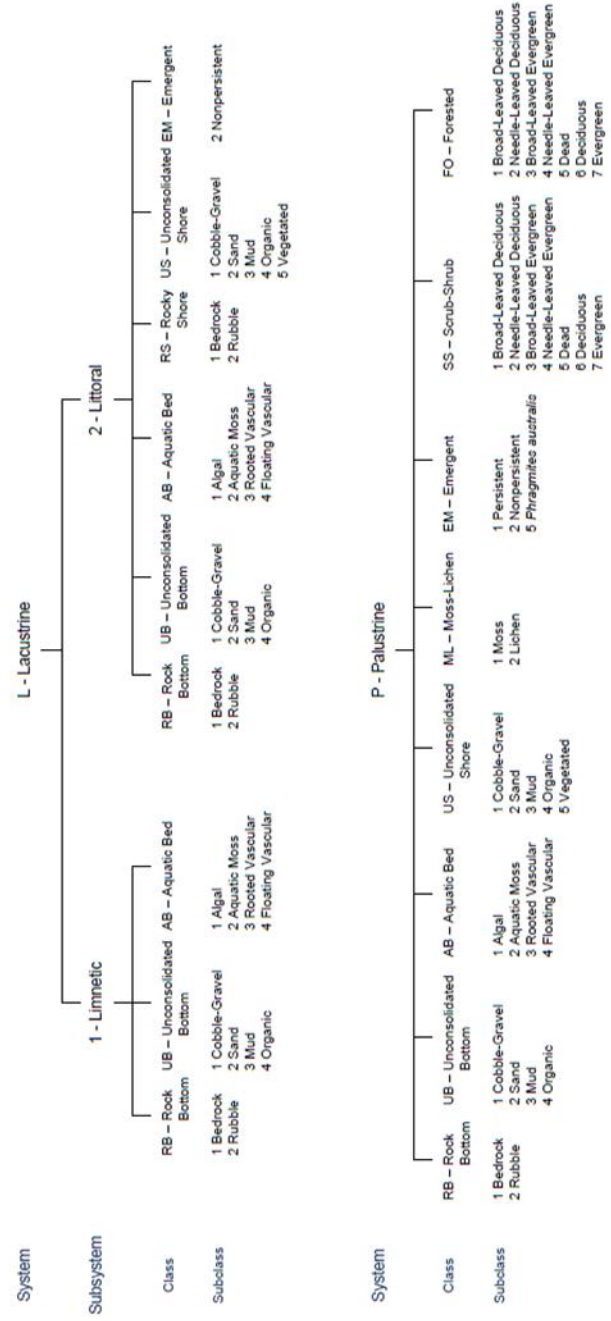 System
L - Lacustrine
Subsystem
1 - Limnetic
2 - Littoral
Class
RB – Rock
Bottom
UB – Unconsolidated
Bottom
AB – Aquatic Bed
RB – Rock
Bottom
UB – Unconsolidated
Bottom
AB – Aquatic Bed
RS – Rocky
Shore
US – Unconsolidated
Shore
EM – Emergent
Subclass
1 Bedrock
2 Rubble
1 Cobble-Gravel
2 Sand
3 Mud
4 Organic
1 Algal
2 Aquatic Moss
3 Rooted Vascular
4 Floating Vascular
1 Bedrock
2 Rubble
1 Cobble-Gravel
2 Sand
3 Mud
4 Organic
1 Algal
2 Aquatic Moss
3 Rooted Vascular
4 Floating Vascular
1 Bedrock
2 Rubble
1 Cobble-Gravel
2 Sand
3 Mud
4 Organic
5 Vegetated
2 Nonpersistent
System
P - Palustrine
Class
RB – Rock
Bottom
UB – Unconsolidated
Bottom
AB – Aquatic Bed
US – Unconsolidated
Shore
ML – Moss-Lichen
EM – Emergent
SS – Scrub-Shrub
FO – Forested
Subclass
1 Bedrock
2 Rubble
1 Cobble-Gravel
2 Sand
3 Mud
4 Organic
1 Algal
2 Aquatic Moss
3 Rooted Vascular
4 Floating Vascular
1 Cobble-Gravel
2 Sand
3 Mud
4 Organic
5 Vegetated
1 Moss
2 Lichen
1 Persistent
2 Nonpersistent
5 Phragmites australis
1 Broad-Leaved Deciduous
2 Needle-Leaved Deciduous
3 Broad-Leaved Evergreen
4 Needle-Leaved Evergreen
5 Dead
6 Deciduous
7 Evergreen
1 Broad-Leaved Deciduous
2 Needle-Leaved Deciduous
3 Broad-Leaved Evergreen
4 Needle-Leaved Evergreen
5 Dead
6 Deciduous
7 Evergreen